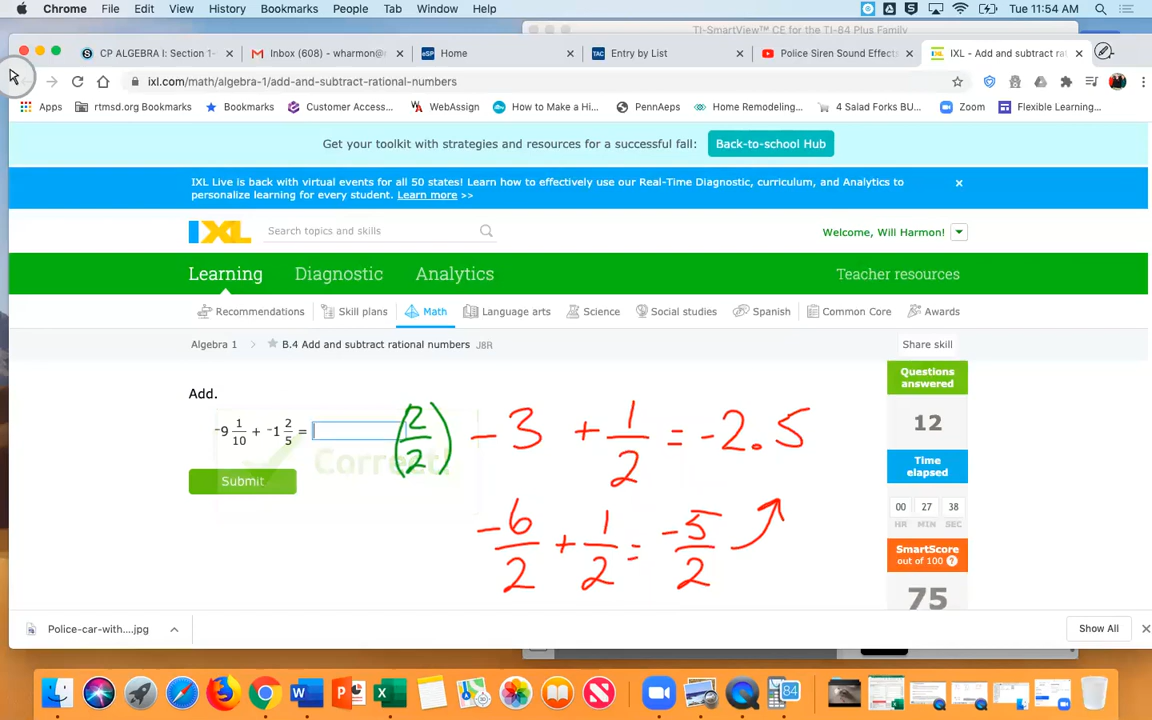 Chrome File Edit View History Bookmarks People Tab Window Help Tue 11:54 AM
TI-SmartView™ CE for the TI-84 Plus Family
CP ALGEBRA I: Section 1- Inbox (608) - wharmon@ eSP Home TAC Entry by List Police Siren Sound Effect IXL - Add and subtract ra
ixl.com/math/algebra-1/add-and-subtract-rational-numbers
Apps rtmsd.org Bookmarks Bookmarks Customer Access... WebAssign How to Make a Hi... PennAeps Home Remodeling... 4 Salad Forks BU... Zoom Flexible Learning...
Get your toolkit with strategies and resources for a successful fall: Back-to-school Hub
IXL Live is back with virtual events for all 50 states! Learn how to effectively use our Real-Time Diagnostic, curriculum, and Analytics to
personalize learning for every student. Learn more >>
IXL Search topics and skills Welcome, Will Harmon!
Learning Diagnostic Analytics Teacher resources
Recommendations Skill plans Math Language arts Science Social studies Spanish Common Core Awards
Algebra 1 > B.4 Add and subtract rational numbers J8R Share skill
Questions
answered
12
Add.
-9 1/10 + -1 2/5 =
(2/2) -3 + 1/2 = -2.5
Correct!
Submit
Time
elapsed
00 27 38
HR MIN SEC
-6/2 + 1/2 = -5/2
SmartScore
out of 100 ?
75
Police-car-with....jpg Show All
84